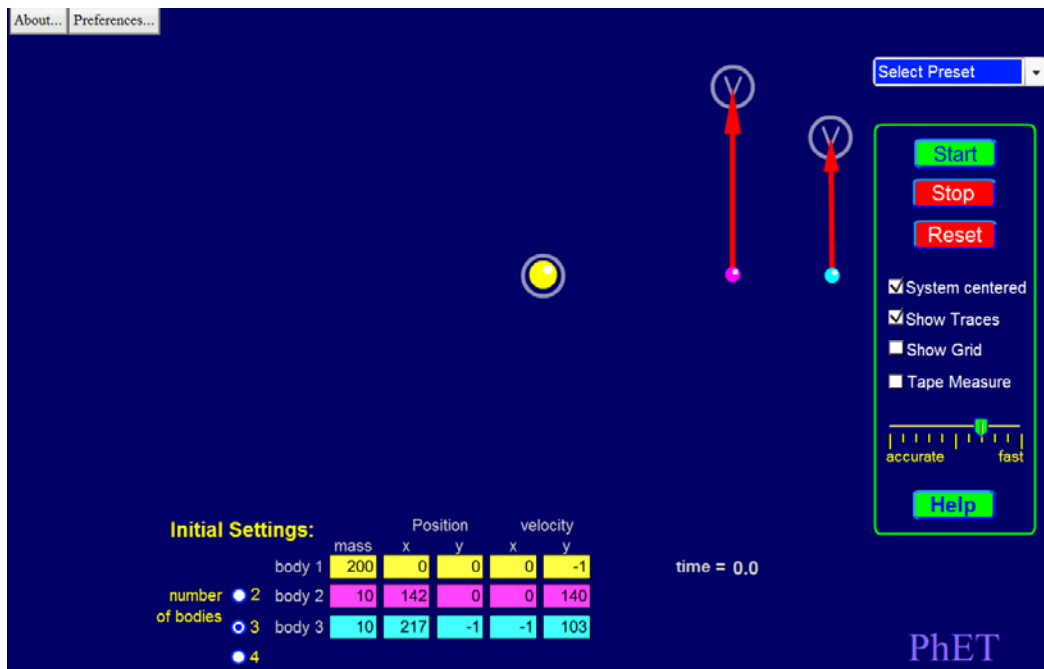 About... Preferences...
Select Preset
V
V
Start
Stop
Reset
System centered
Show Traces
Show Grid
Tape Measure
accurate fast
Help
Initial Settings:
Position velocity
mass x y x y
body 1 200 0 0 0 -1
number of bodies
2 body 2 10 142 0 0 140
3 body 3 10 217 -1 -1 103
4
time = 0.0
PhET